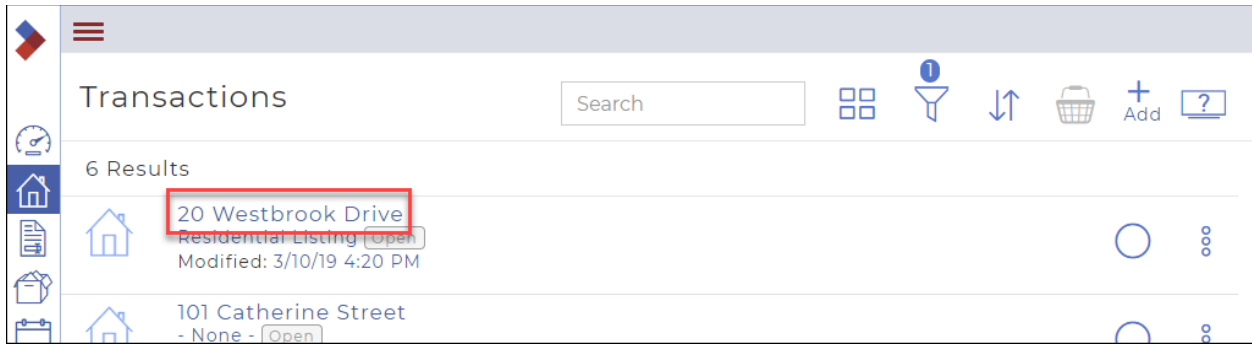 1
Transactions
Search
Add
?
6 Results
20 Westbrook Drive
Residential Listing Open
Modified: 3/10/19 4:20 PM
101 Catherine Street
- None - Open